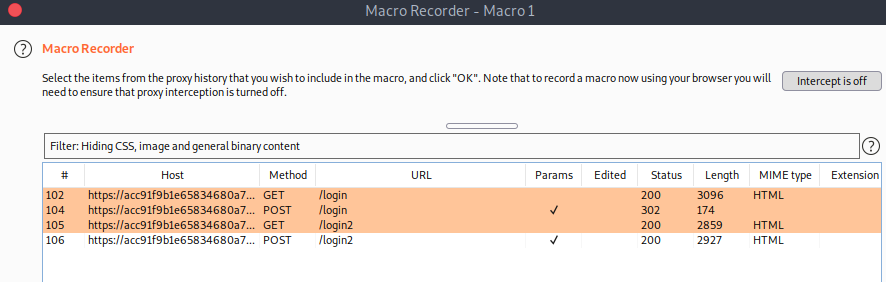 Macro Recorder - Macro 1
? Macro Recorder
Select the items from the proxy history that you wish to include in the macro, and click "OK". Note that to record a macro now using your browser you will
need to ensure that proxy interception is turned off.
Intercept is off
Filter: Hiding CSS, image and general binary content ?
# Host Method URL Params Edited Status Length MIME type Extension
102 https://acc91f9b1e65834680a7... GET /login 200 3096 HTML
104 https://acc91f9b1e65834680a7... POST /login ✓ 302 174
105 https://acc91f9b1e65834680a7... GET /login2 200 2859 HTML
106 https://acc91f9b1e65834680a7... POST /login2 ✓ 200 2927 HTML